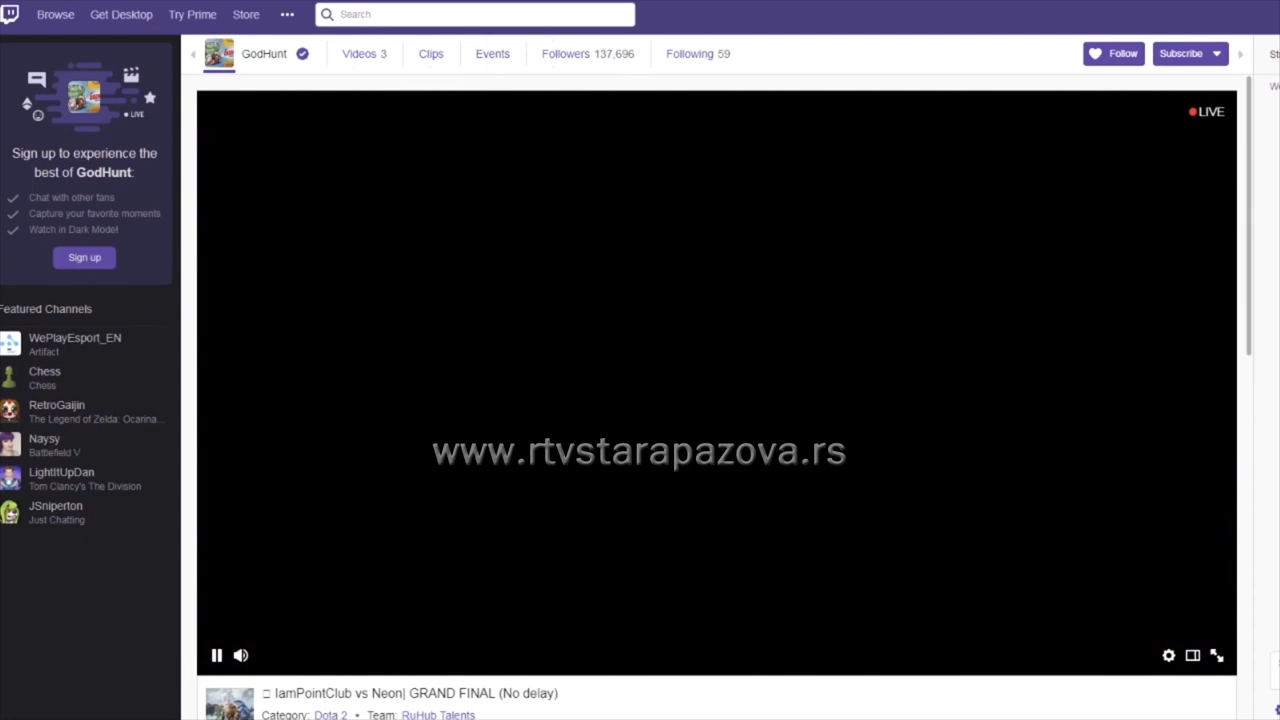 Browse Get Desktop Try Prime Store ••• Search
GodHunt Videos 3 Clips Events Followers 137,696 Following 59 Follow Subscribe
LIVE
LIVE
Sign up to experience the
best of GodHunt:
Chat with other fans
Capture your favorite moments
Watch in Dark Mode!
Sign up
Featured Channels
WePlayEsport_EN
Artifact
Chess
Chess
RetroGaijin
The Legend of Zelda: Ocarina...
Naysy
Battlefield V
LightItUpDan
Tom Clancy's The Division
JSniperton
Just Chatting
www.rtvstarapazova.rs
IamPointClub vs Neon| GRAND FINAL (No delay)
Category: Dota 2 • Team: RuHub Talents